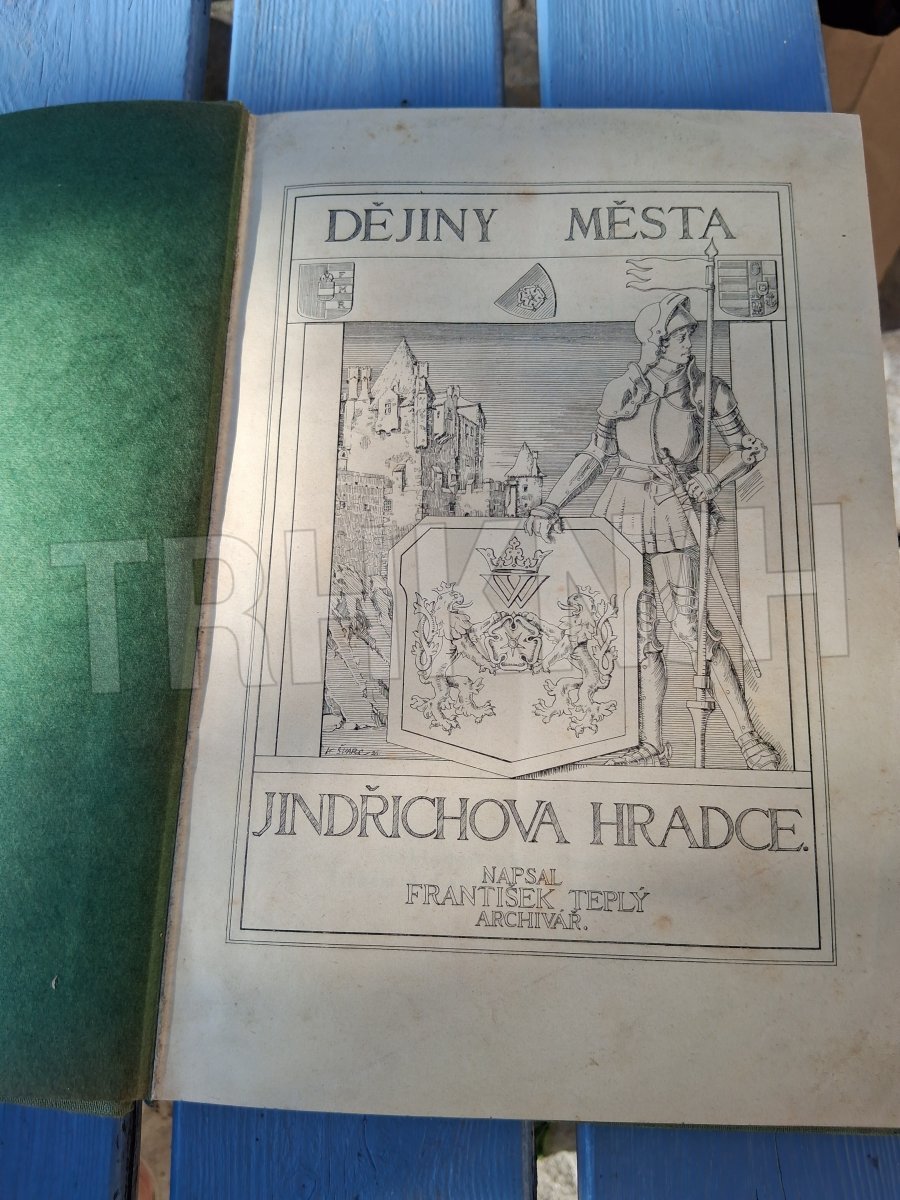 DĚJINY MĚSTA
TRHKNIH
JINDŘICHOVA HRADCE.
NAPSAL
FRANTIŠEK TEPLÝ
ARCHIVÁŘ.